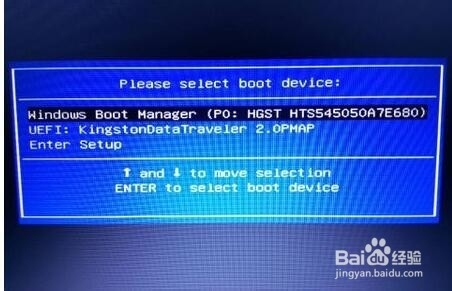 Please select boot device:
Windows Boot Manager (P0: HGST HTS545050A7E680)
UEFI: KingstonDataTraveler 2.0PMAP
Enter Setup
↑ and ↓ to move selection
ENTER to select boot device
Bai du 经验
jingyan.baidu.com